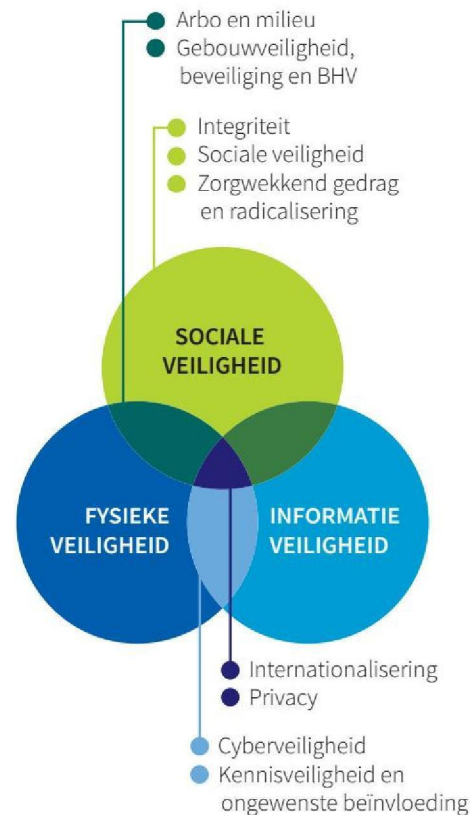 Arbo en milieu
Gebouwveiligheid,
beveiliging en BHV
Integriteit
Sociale veiligheid
Zorgwekkend gedrag
en radicalisering
SOCIALE
VEILIGHEID
FYSIEKE
VEILIGHEID
INFORMATIE
VEILIGHEID
Internationalisering
Privacy
Cyberveiligheid
Kennisveiligheid en
ongewenste beïnvloeding